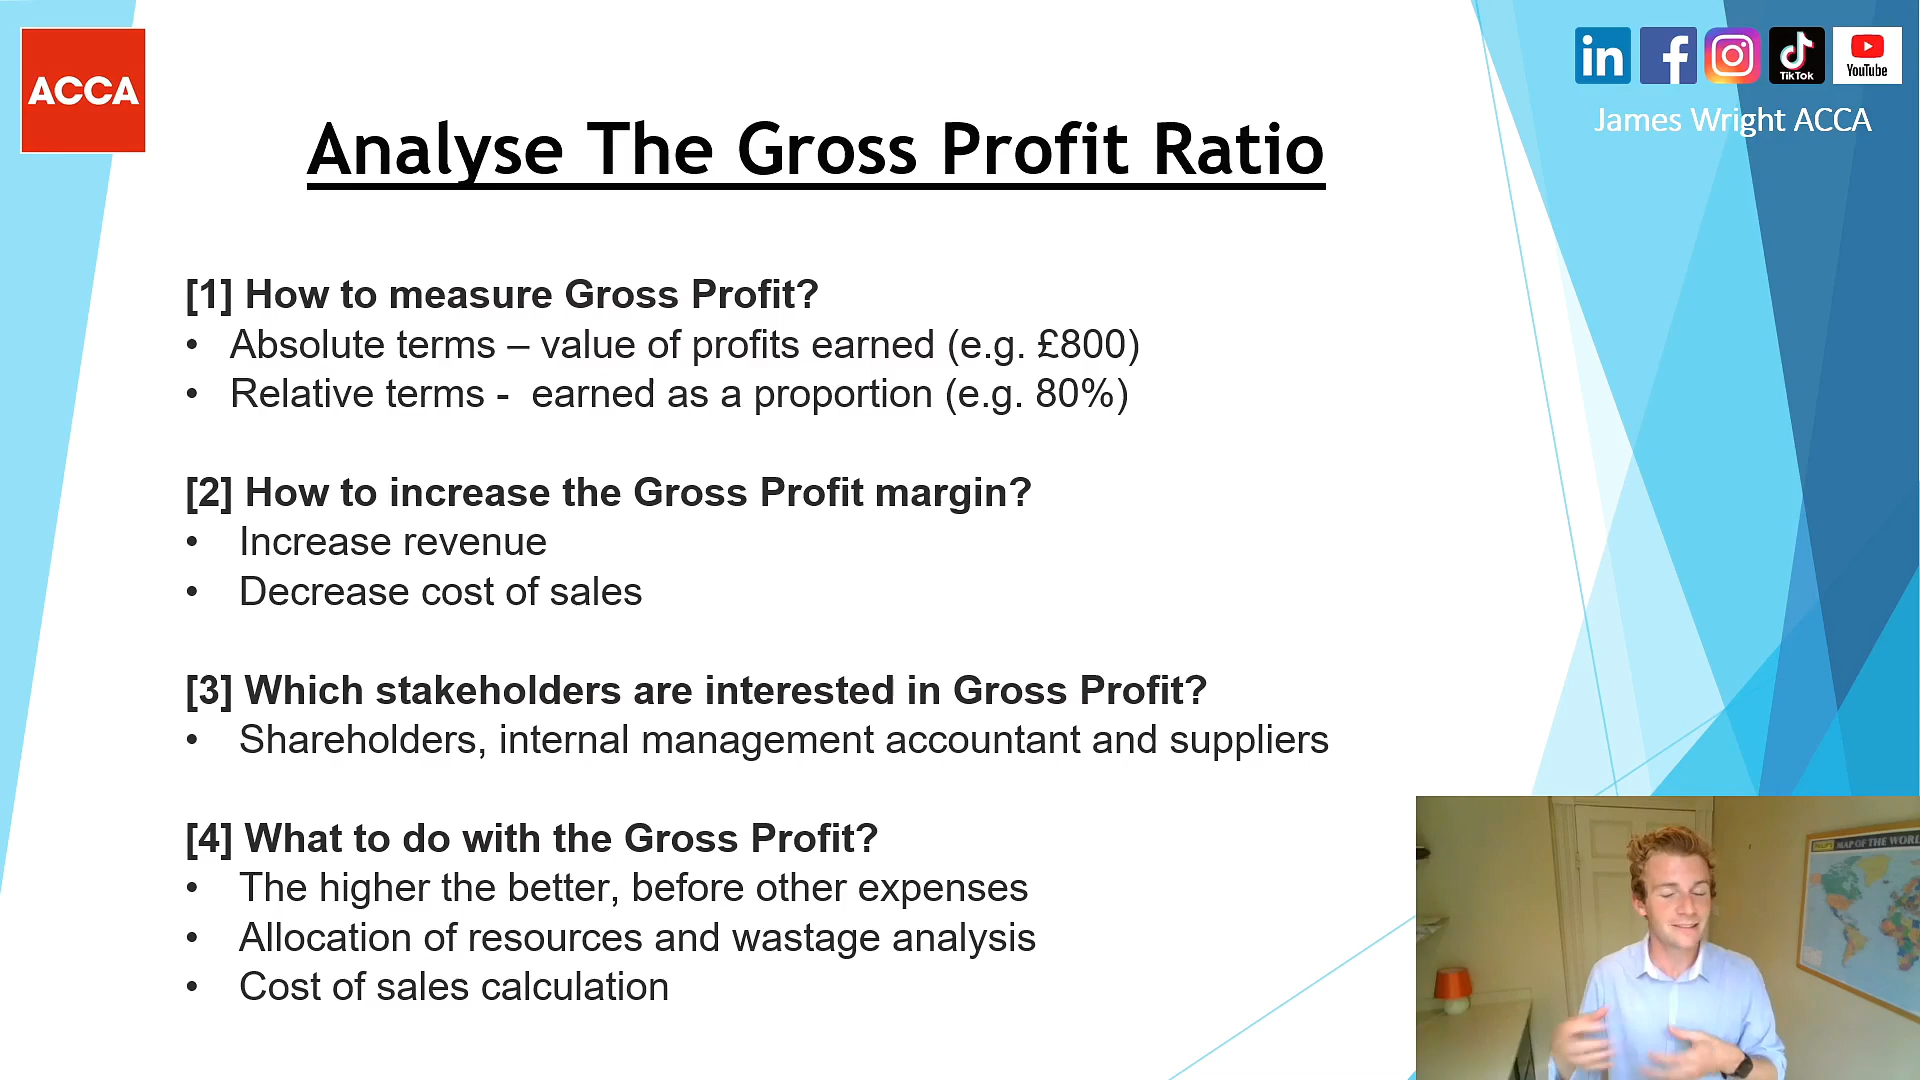 ACCA
in
TikTok
YouTube
James Wright ACCA
Analyse The Gross Profit Ratio
[1] How to measure Gross Profit?
• Absolute terms – value of profits earned (e.g. £800)
• Relative terms - earned as a proportion (e.g. 80%)
[2] How to increase the Gross Profit margin?
• Increase revenue
• Decrease cost of sales
[3] Which stakeholders are interested in Gross Profit?
• Shareholders, internal management accountant and suppliers
[4] What to do with the Gross Profit?
• The higher the better, before other expenses
• Allocation of resources and wastage analysis
• Cost of sales calculation
MAP OF THE WORL